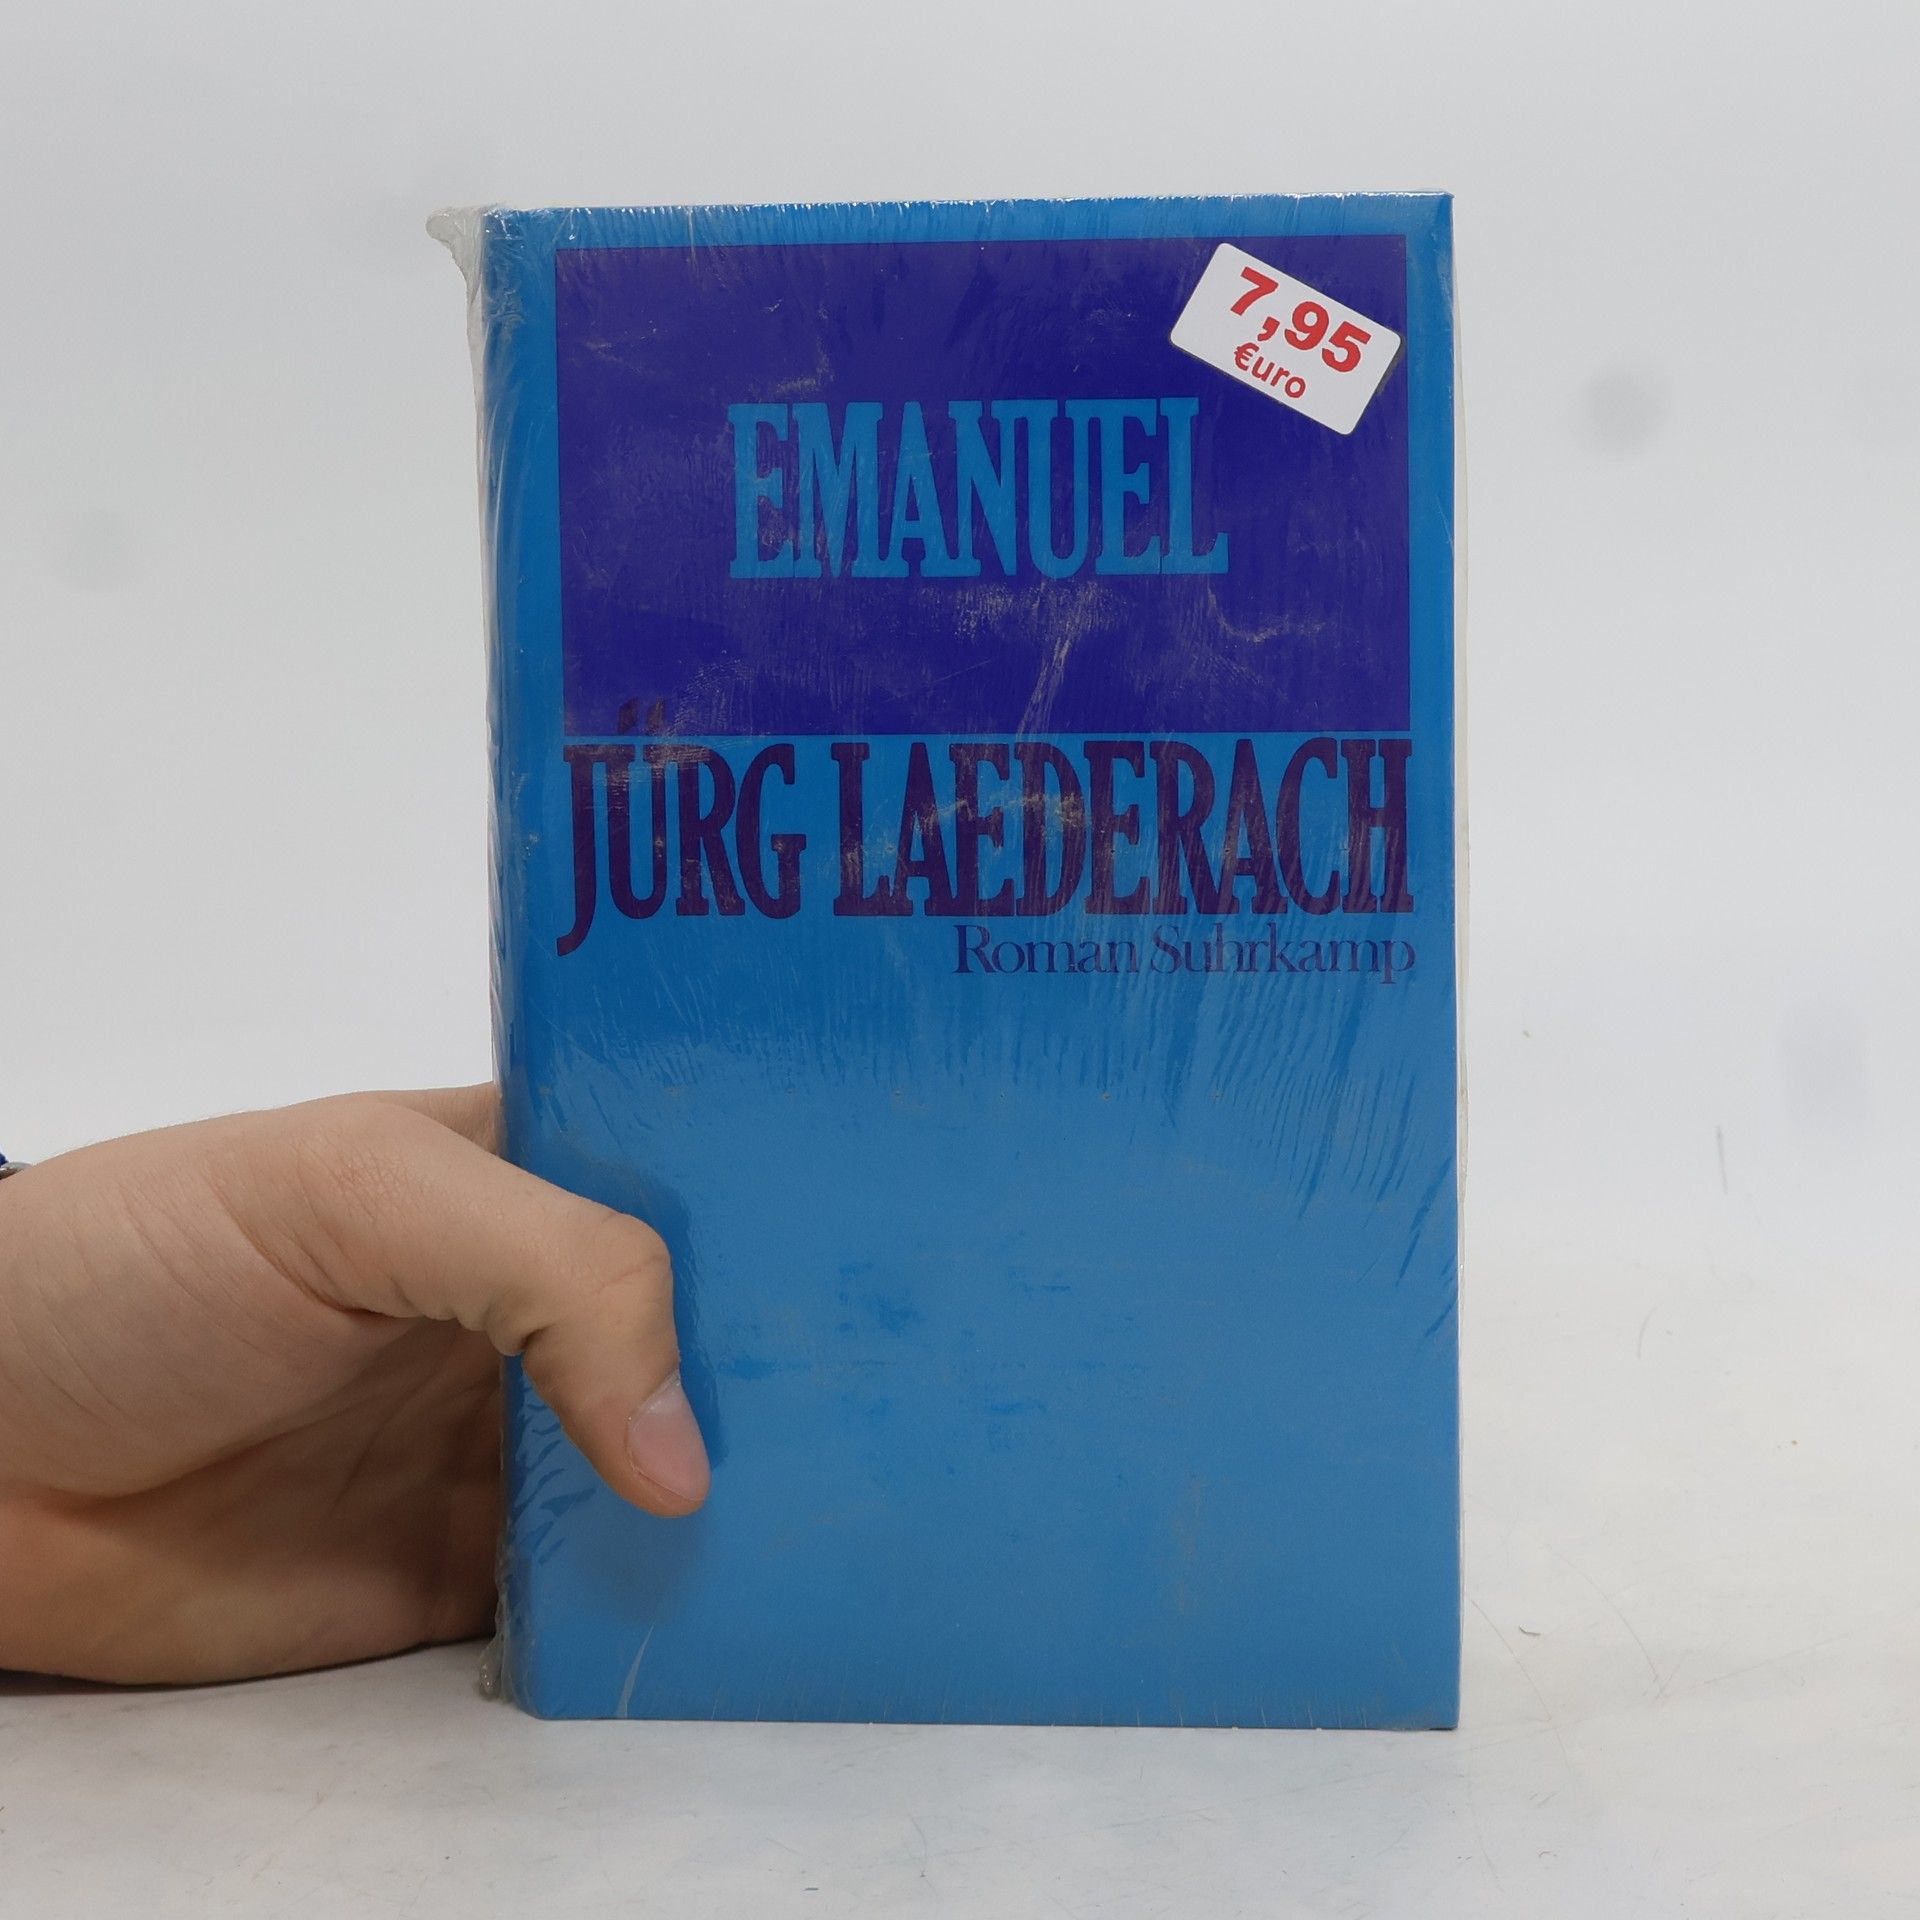 7,95
€uro
EMANUEL
JÜRG LAEDERACH
Roman Suhrkamp